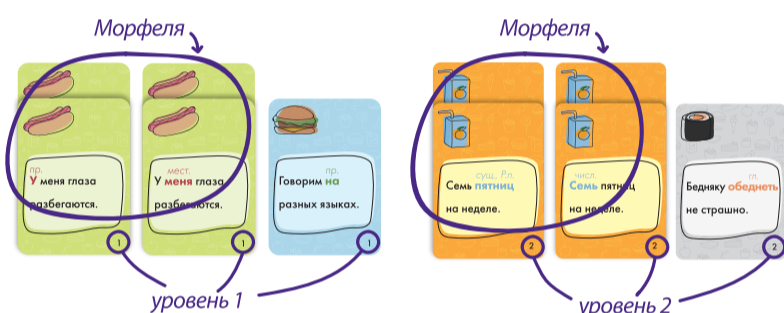 Морфеля
пр.
У меня глаза
разбегаются.
1
мест.
У меня глаза
разбегаются.
1
Говорим на
разных языках.
1
уровень 1
Морфеля
сущ., Р.п.
Семь пятниц
на неделе.
2
числ.
Семь пятниц
на неделе.
2
гл.
Бедняку обеднеть
не страшно.
2
уровень 2